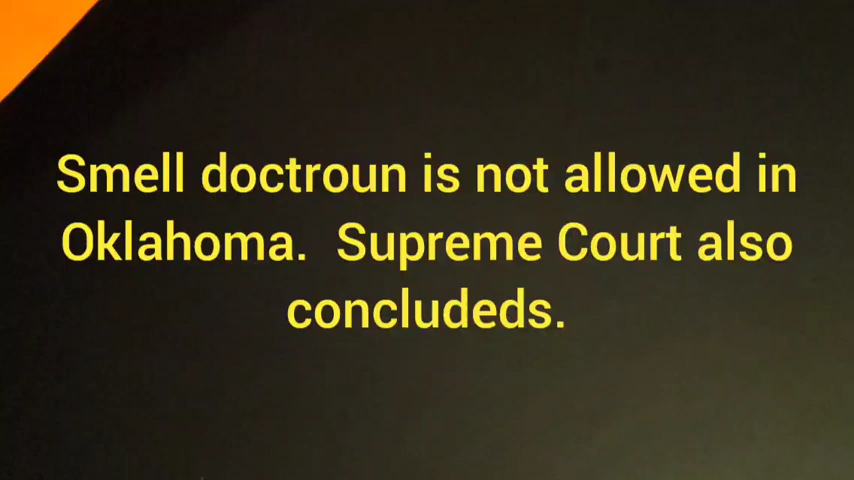 Smell doctroun is not allowed in
Oklahoma.  Supreme Court also
concludeds.